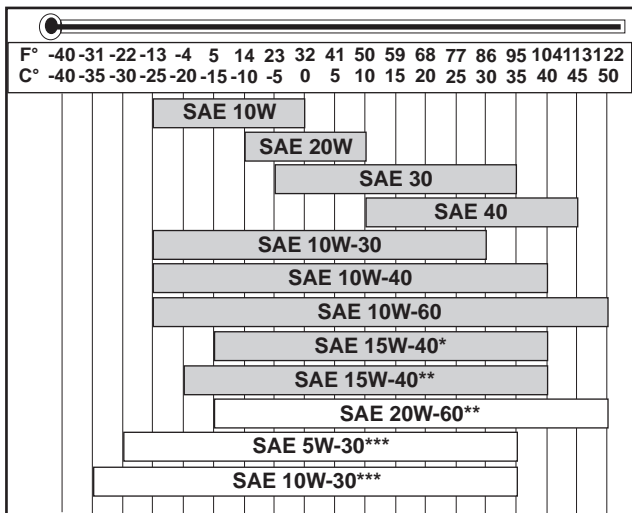 F° -40 -31 -22 -13 -4 5 14 23 32 41 50 59 68 77 86 95 104 113 122
C° -40 -35 -30 -25 -20 -15 -10 -5 0 5 10 15 20 25 30 35 40 45 50
SAE 10W
SAE 20W
SAE 30
SAE 40
SAE 10W-30
SAE 10W-40
SAE 10W-60
SAE 15W-40*
SAE 15W-40**
SAE 20W-60**
SAE 5W-30***
SAE 10W-30***